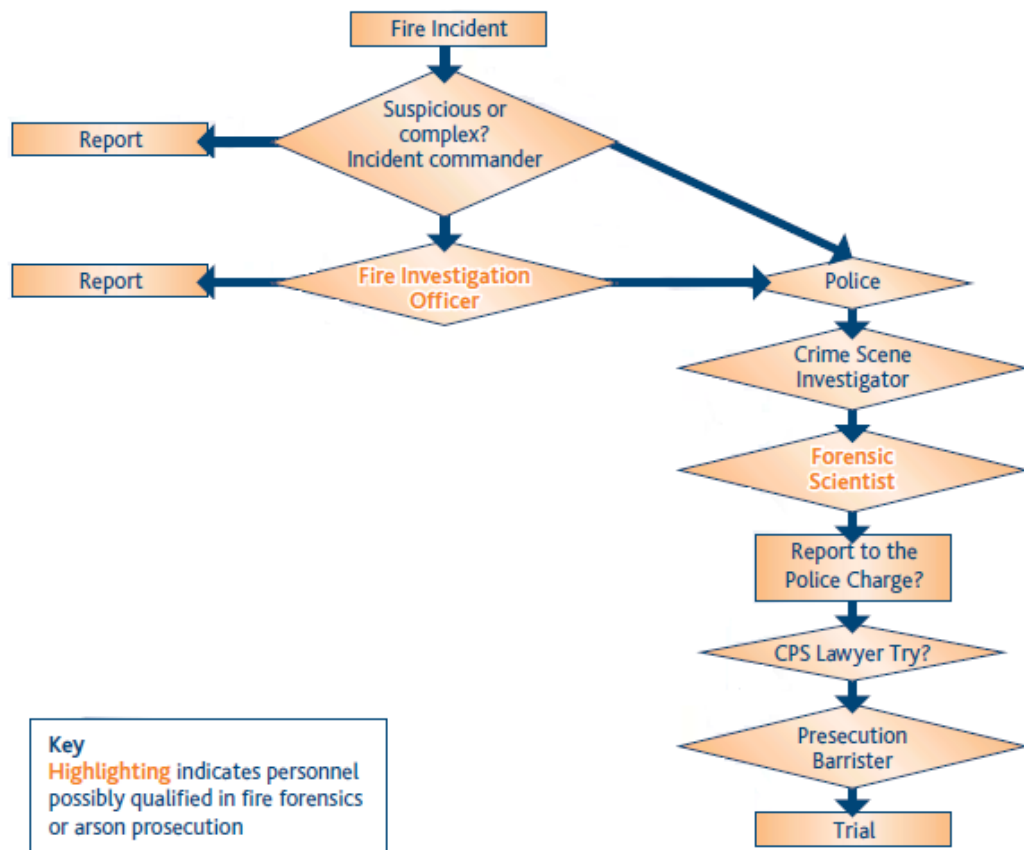 Fire Incident
Suspicious or
complex?
Incident commander
Report
Report
Fire Investigation
Officer
Police
Crime Scene
Investigator
Forensic
Scientist
Report to the
Police Charge?
CPS Lawyer Try?
Presecution
Barrister
Trial
Key
Highlighting indicates personnel
possibly qualified in fire forensics
or arson prosecution